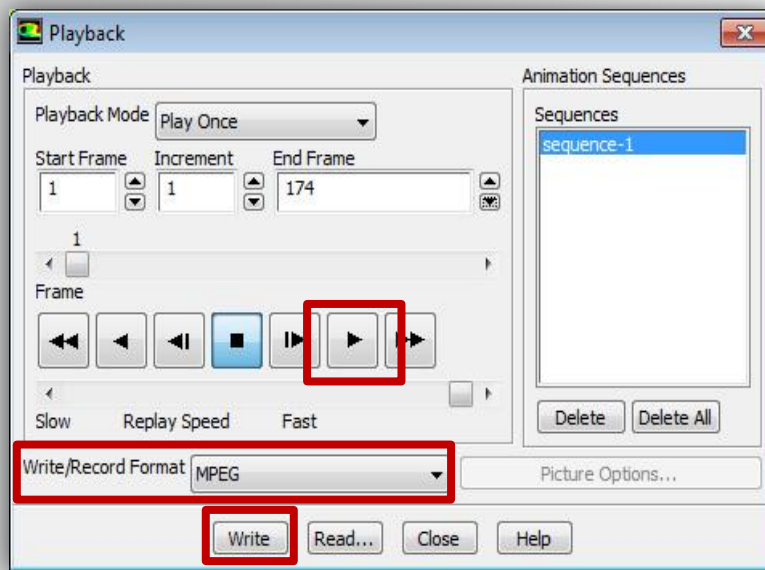 Playback
Playback
Animation Sequences
Playback Mode Play Once
Sequences
sequence-1
Start Frame Increment End Frame
1 1 174
1
Frame
Slow Replay Speed Fast
Delete Delete All
Write/Record Format MPEG
Picture Options...
Write Read... Close Help